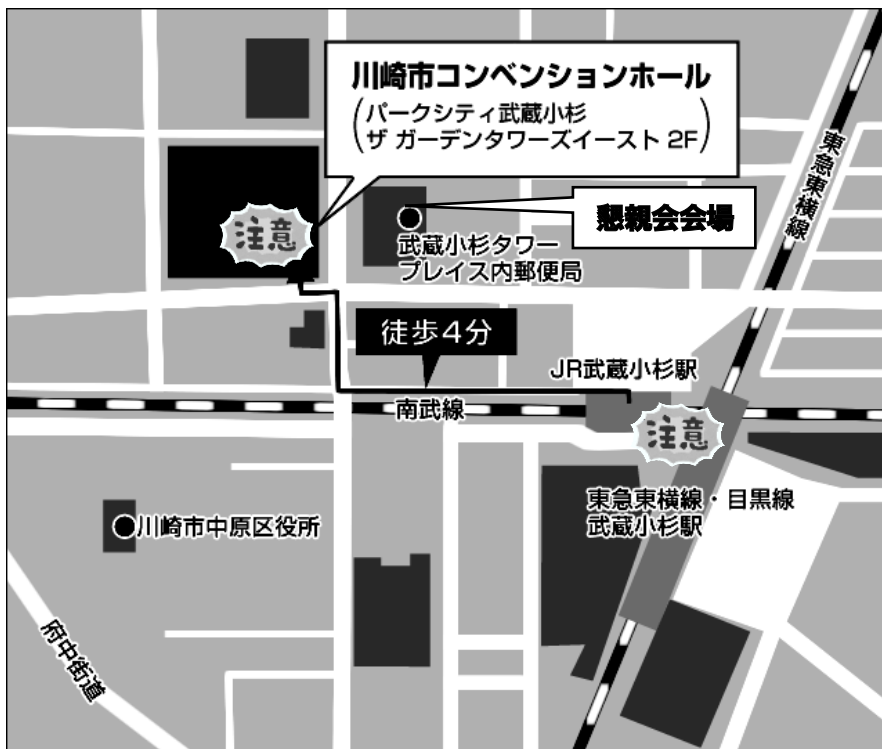 川崎市コンベンションホール
(パークシティ武蔵小杉
ザ ガーデンタワーズイースト 2F)
東急東横線
注意
懇親会会場
武蔵小杉タワー
プレイス内郵便局
徒歩4分
JR武蔵小杉駅
南武線
注意
東急東横線・目黒線
武蔵小杉駅
川崎市中原区役所
府中街道